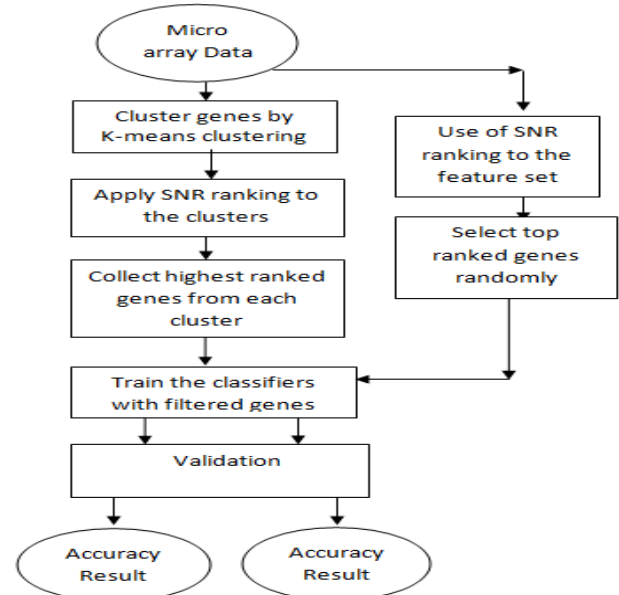 Micro
array Data
Cluster genes by
K-means clustering
Apply SNR ranking to
the clusters
Collect highest ranked
genes from each
cluster
Use of SNR
ranking to the
feature set
Select top
ranked genes
randomly
Train the classifiers
with filtered genes
Validation
Accuracy
Result
Accuracy
Result